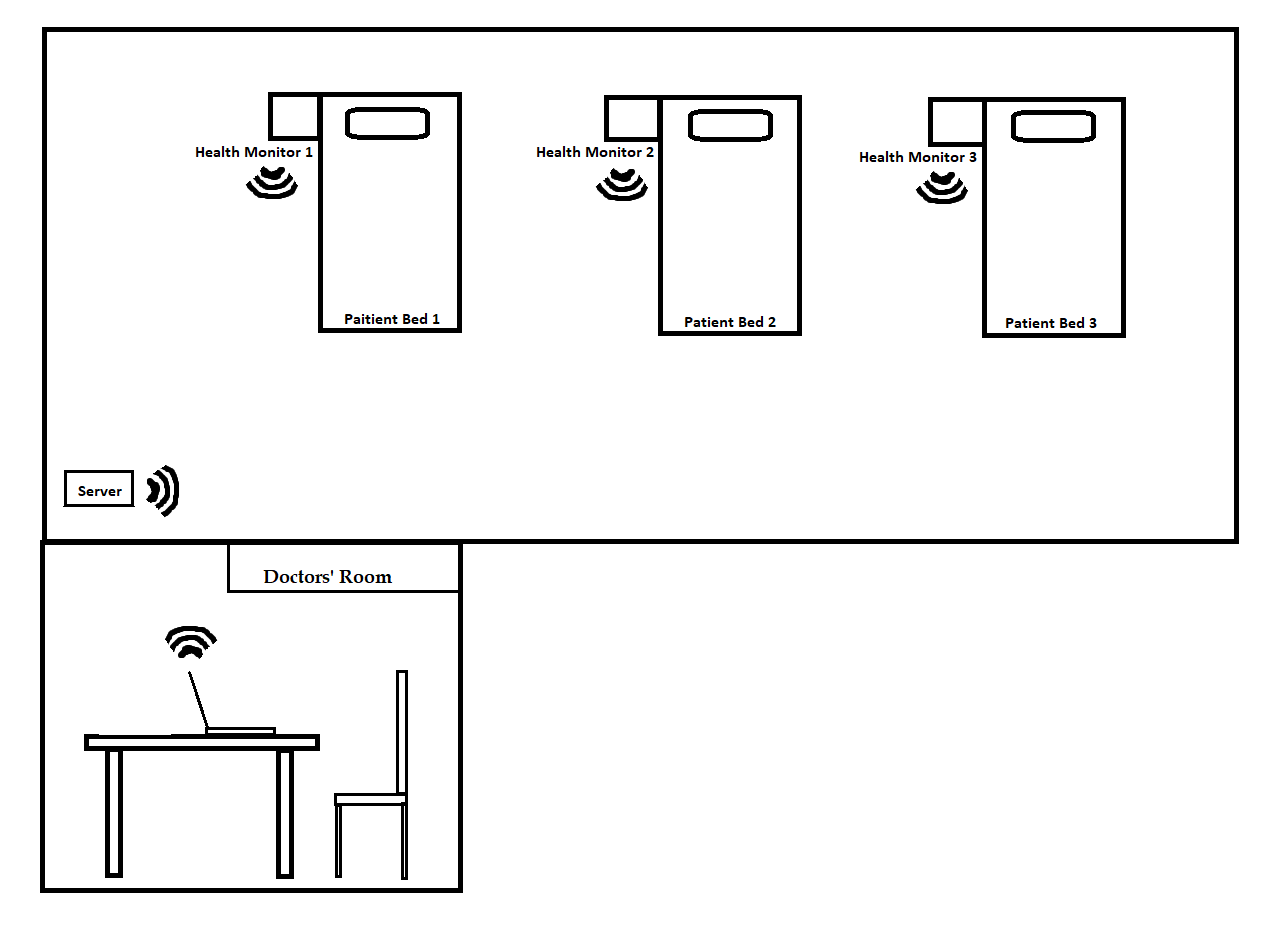 Health Monitor 1
Health Monitor 2
Health Monitor 3
Paitient Bed 1
Patient Bed 2
Patient Bed 3
Server
Doctors' Room